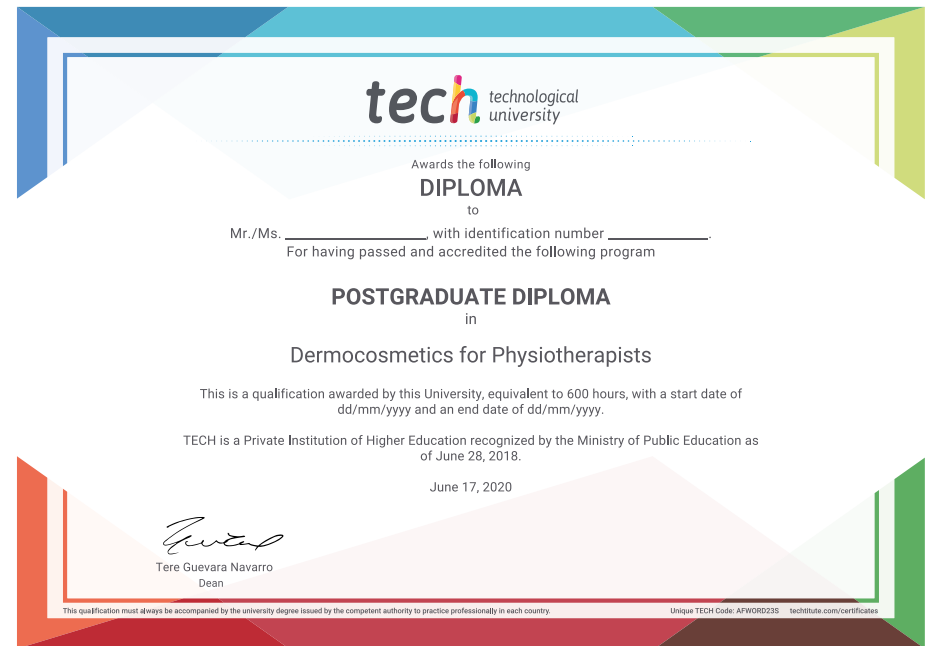 tech technological
university
Awards the following
DIPLOMA
to
Mr./Ms. ____________________, with identification number ______________.
For having passed and accredited the following program
POSTGRADUATE DIPLOMA
in
Dermocosmetics for Physiotherapists
This is a qualification awarded by this University, equivalent to 600 hours, with a start date of
dd/mm/yyyy and an end date of dd/mm/yyyy.
TECH is a Private Institution of Higher Education recognized by the Ministry of Public Education as
of June 28, 2018.
June 17, 2020
Tere Guevara Navarro
Dean
This qualification must always be accompanied by the university degree issued by the competent authority to practice professionally in each country.
Unique TECH Code: AFWORD23S techtitute.com/certificates